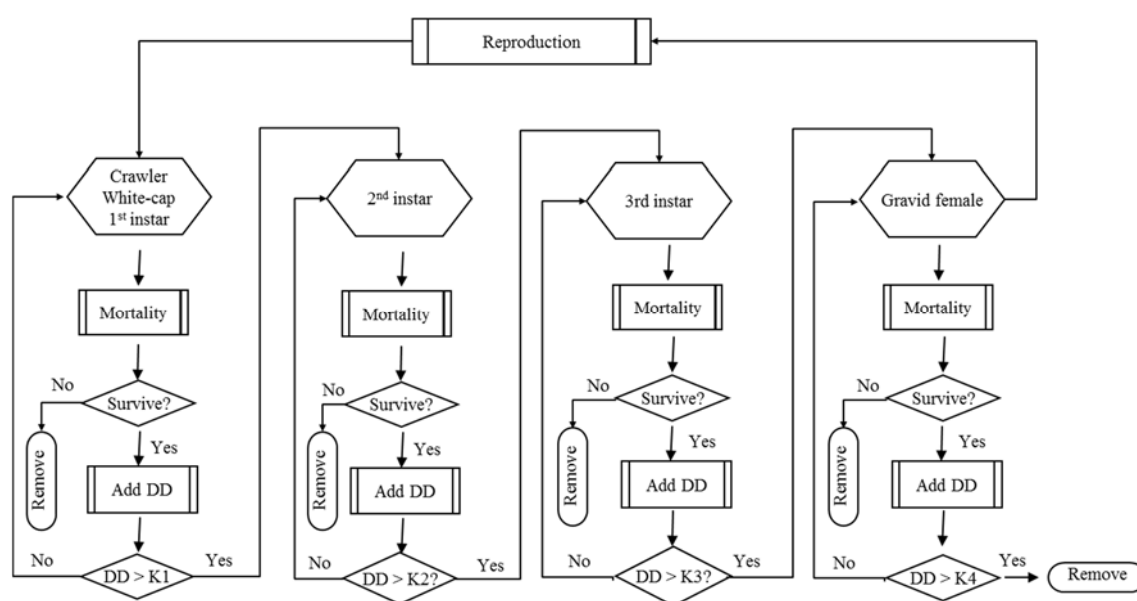 Reproduction
Crawler
White-cap
1st instar
Mortality
No
Survive?
Yes
Remove
Add DD
No
DD > K1
Yes
2nd instar
Mortality
No
Survive?
Yes
Remove
Add DD
No
DD > K2?
Yes
3rd instar
Mortality
No
Survive?
Yes
Remove
Add DD
No
DD > K3?
Yes
Gravid female
Mortality
No
Survive?
Yes
Remove
Add DD
No
DD > K4
Yes
Remove